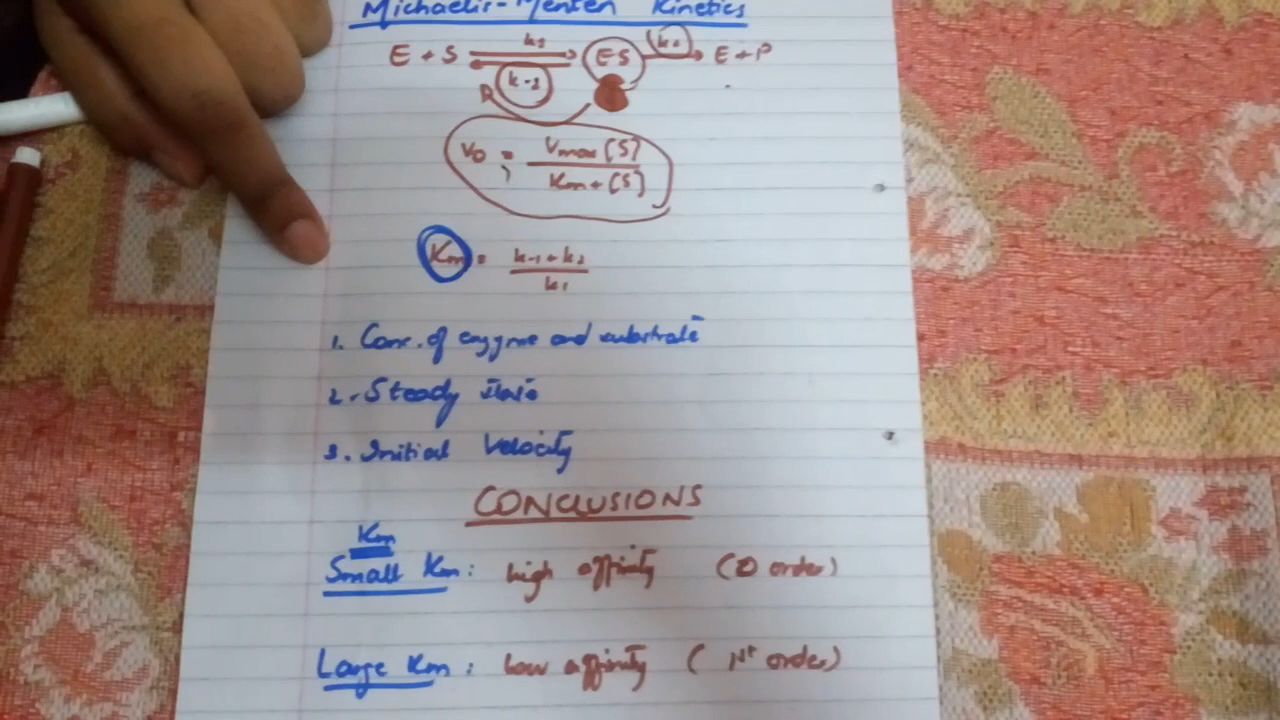 Michaelis-Menten Kinetics
E + S k1 k-1 ES k2 E + P
V0 = Vmax [S] / Km + [S]
Km = k-1 + k2 / k1
1. Conc. of enzyme and substrate
2. Steady state
3. Initial Velocity
CONCLUSIONS
Km
Small Km: high affinity (0 order)
Large Km: low affinity (1st order)